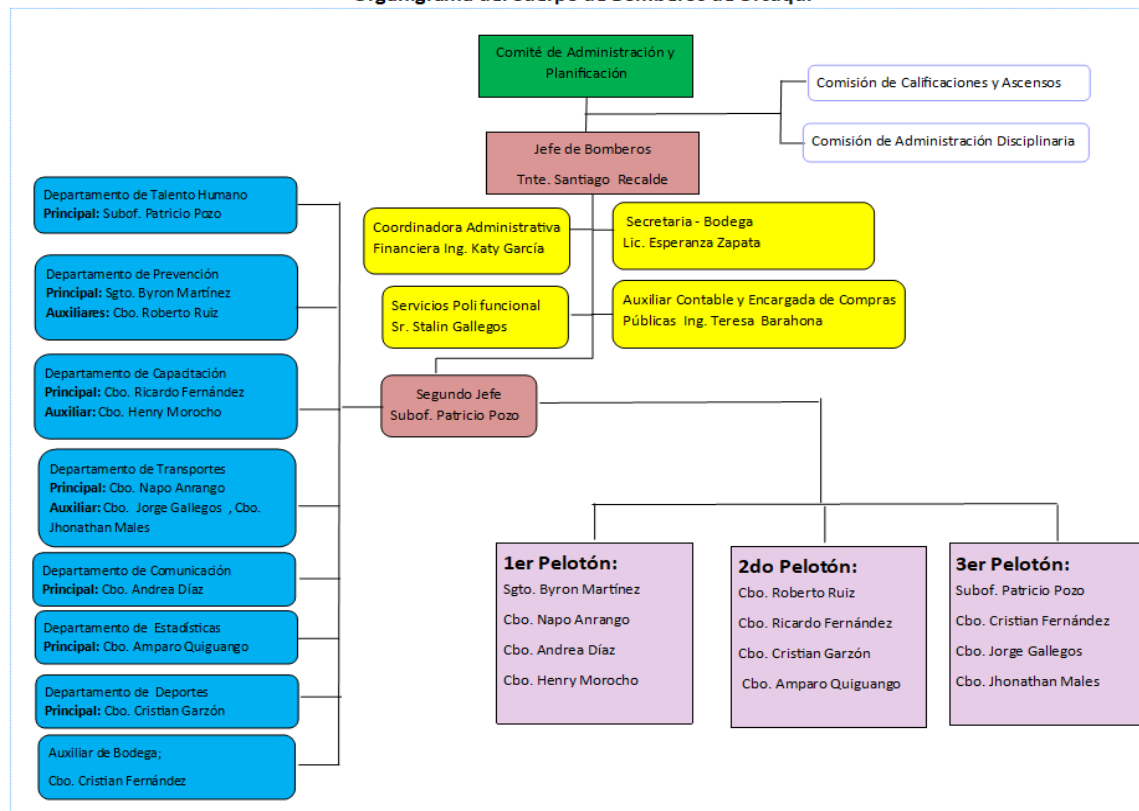 Organigrama del Cuerpo de Bomberos de Urcuquí
Comité de Administración y
Planificación
Comisión de Calificaciones y Ascensos
Comisión de Administración Disciplinaria
Jefe de Bomberos
Tnte. Santiago Recalde
Coordinadora Administrativa
Financiera Ing. Katy García
Secretaria - Bodega
Lic. Esperanza Zapata
Servicios Poli funcional
Sr. Stalin Gallegos
Auxiliar Contable y Encargada de Compras
Públicas Ing. Teresa Barahona
Segundo Jefe
Subof. Patricio Pozo
Departamento de Talento Humano
Principal: Subof. Patricio Pozo
Departamento de Prevención
Principal: Sgto. Byron Martínez
Auxiliares: Cbo. Roberto Ruiz
Departamento de Capacitación
Principal: Cbo. Ricardo Fernández
Auxiliar: Cbo. Henry Morocho
Departamento de Transportes
Principal: Cbo. Napo Anrango
Auxiliar: Cbo. Jorge Gallegos , Cbo.
Jhonathan Males
Departamento de Comunicación
Principal: Cbo. Andrea Díaz
Departamento de Estadísticas
Principal: Cbo. Amparo Quiguango
Departamento de Deportes
Principal: Cbo. Cristian Garzón
Auxiliar de Bodega;
Cbo. Cristian Fernández
1er Pelotón:
Sgto. Byron Martínez
Cbo. Napo Anrango
Cbo. Andrea Díaz
Cbo. Henry Morocho
2do Pelotón:
Cbo. Roberto Ruiz
Cbo. Ricardo Fernández
Cbo. Cristian Garzón
Cbo. Amparo Quiguango
3er Pelotón:
Subof. Patricio Pozo
Cbo. Cristian Fernández
Cbo. Jorge Gallegos
Cbo. Jhonathan Males